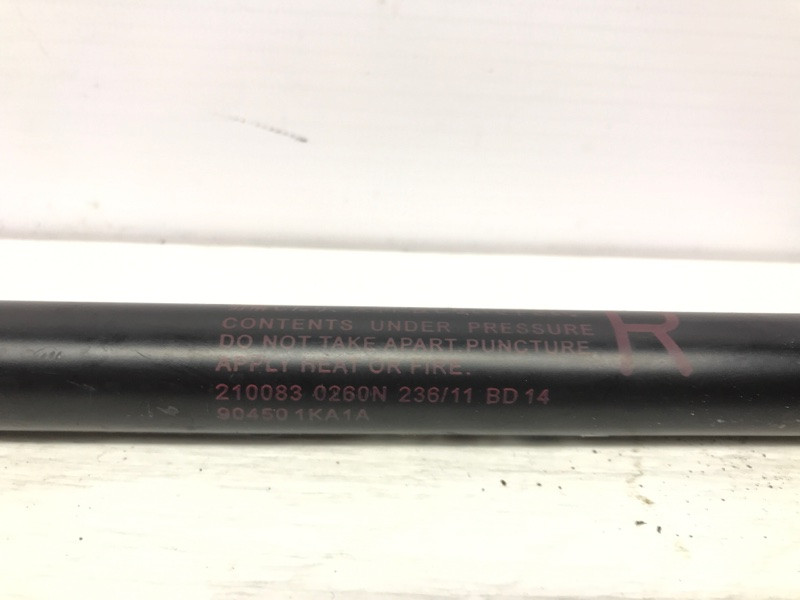 CONTENTS UNDER PRESSURE
R
DO NOT TAKE APART PUNCTURE,
APPLY HEAT OR FIRE.
210083 0260N 236/11 BD 14
90450 1KA1A